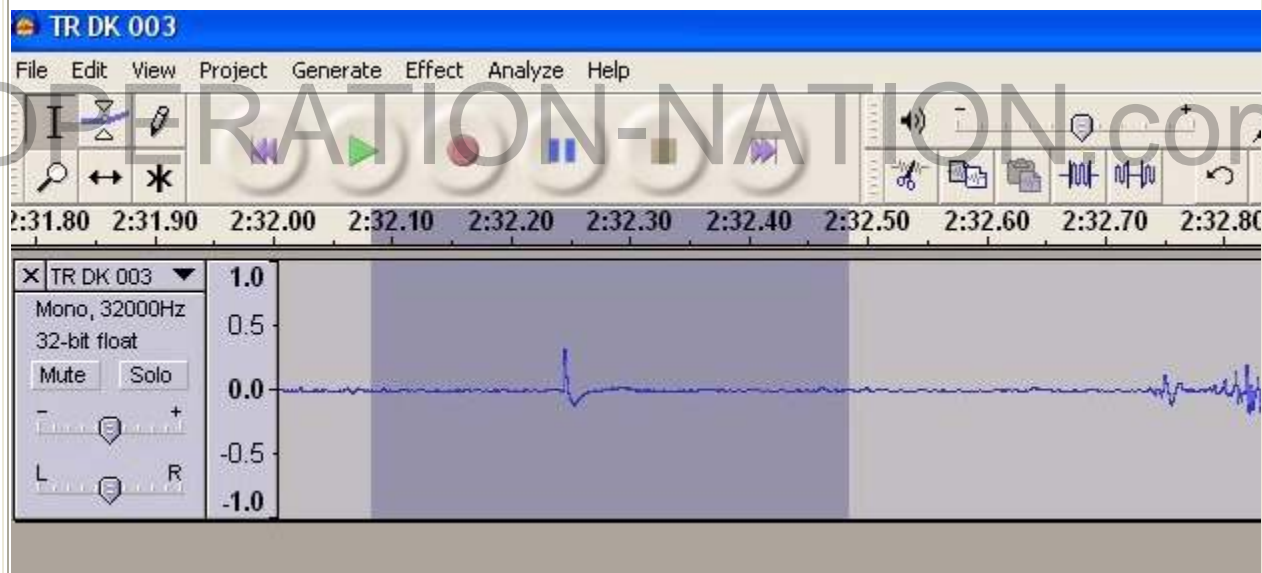 TR DK 003
File Edit View Project Generate Effect Analyze Help
OPERATION-NATION.com
2:31.80 2:31.90 2:32.00 2:32.10 2:32.20 2:32.30 2:32.40 2:32.50 2:32.60 2:32.70 2:32.80
X TR DK 003
Mono, 32000Hz
32-bit float
Mute Solo
- +
L R
1.0
0.5
0.0
-0.5
-1.0